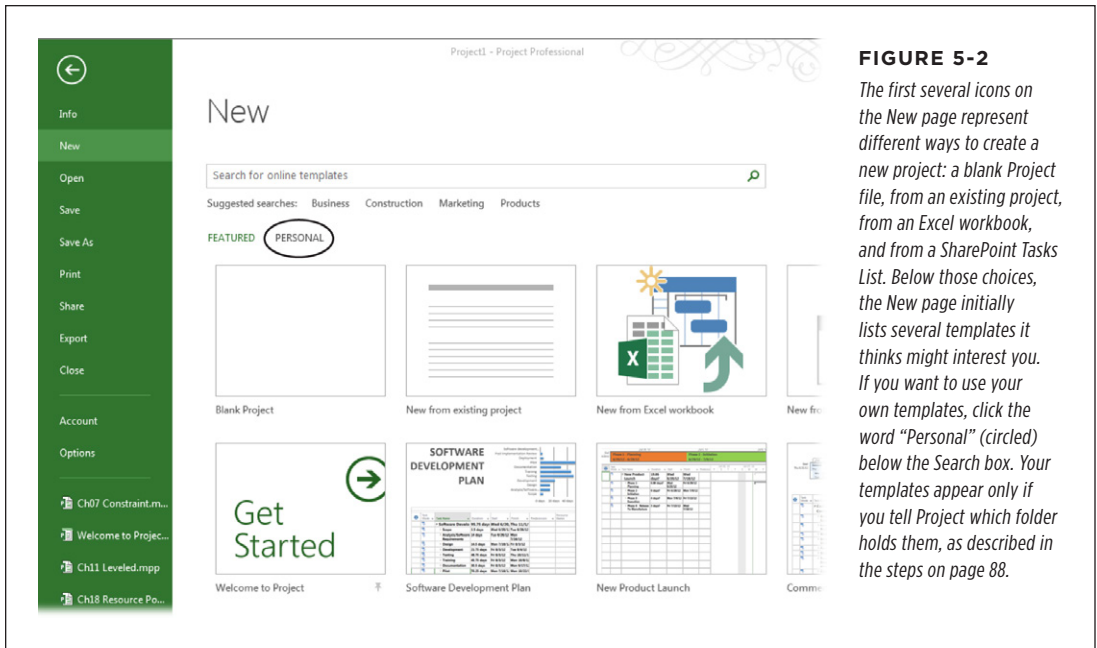 Project1 - Project Professional
Info
New
Open
Save
Save As
Print
Share
Export
Close
Account
Options
Ch07 Constraint.m...
Welcome to Projec...
Ch11 Leveled.mpp
Ch18 Resource Po...
New
Search for online templates
Suggested searches: Business Construction Marketing Products
FEATURED PERSONAL
Blank Project
New from existing project
New from Excel workbook
New
Get
Started
SOFTWARE
DEVELOPMENT
PLAN
Welcome to Project
Software Development Plan
New Product Launch
FIGURE 5-2
The first several icons on
the New page represent
different ways to create a
new project: a blank Project
file, from an existing project,
from an Excel workbook,
and from a SharePoint Tasks
List. Below those choices,
the New page initially
lists several templates it
thinks might interest you.
If you want to use your
own templates, click the
word “Personal” (circled)
below the Search box. Your
templates appear only if
you tell Project which folder
holds them, as described in
the steps on page 88.